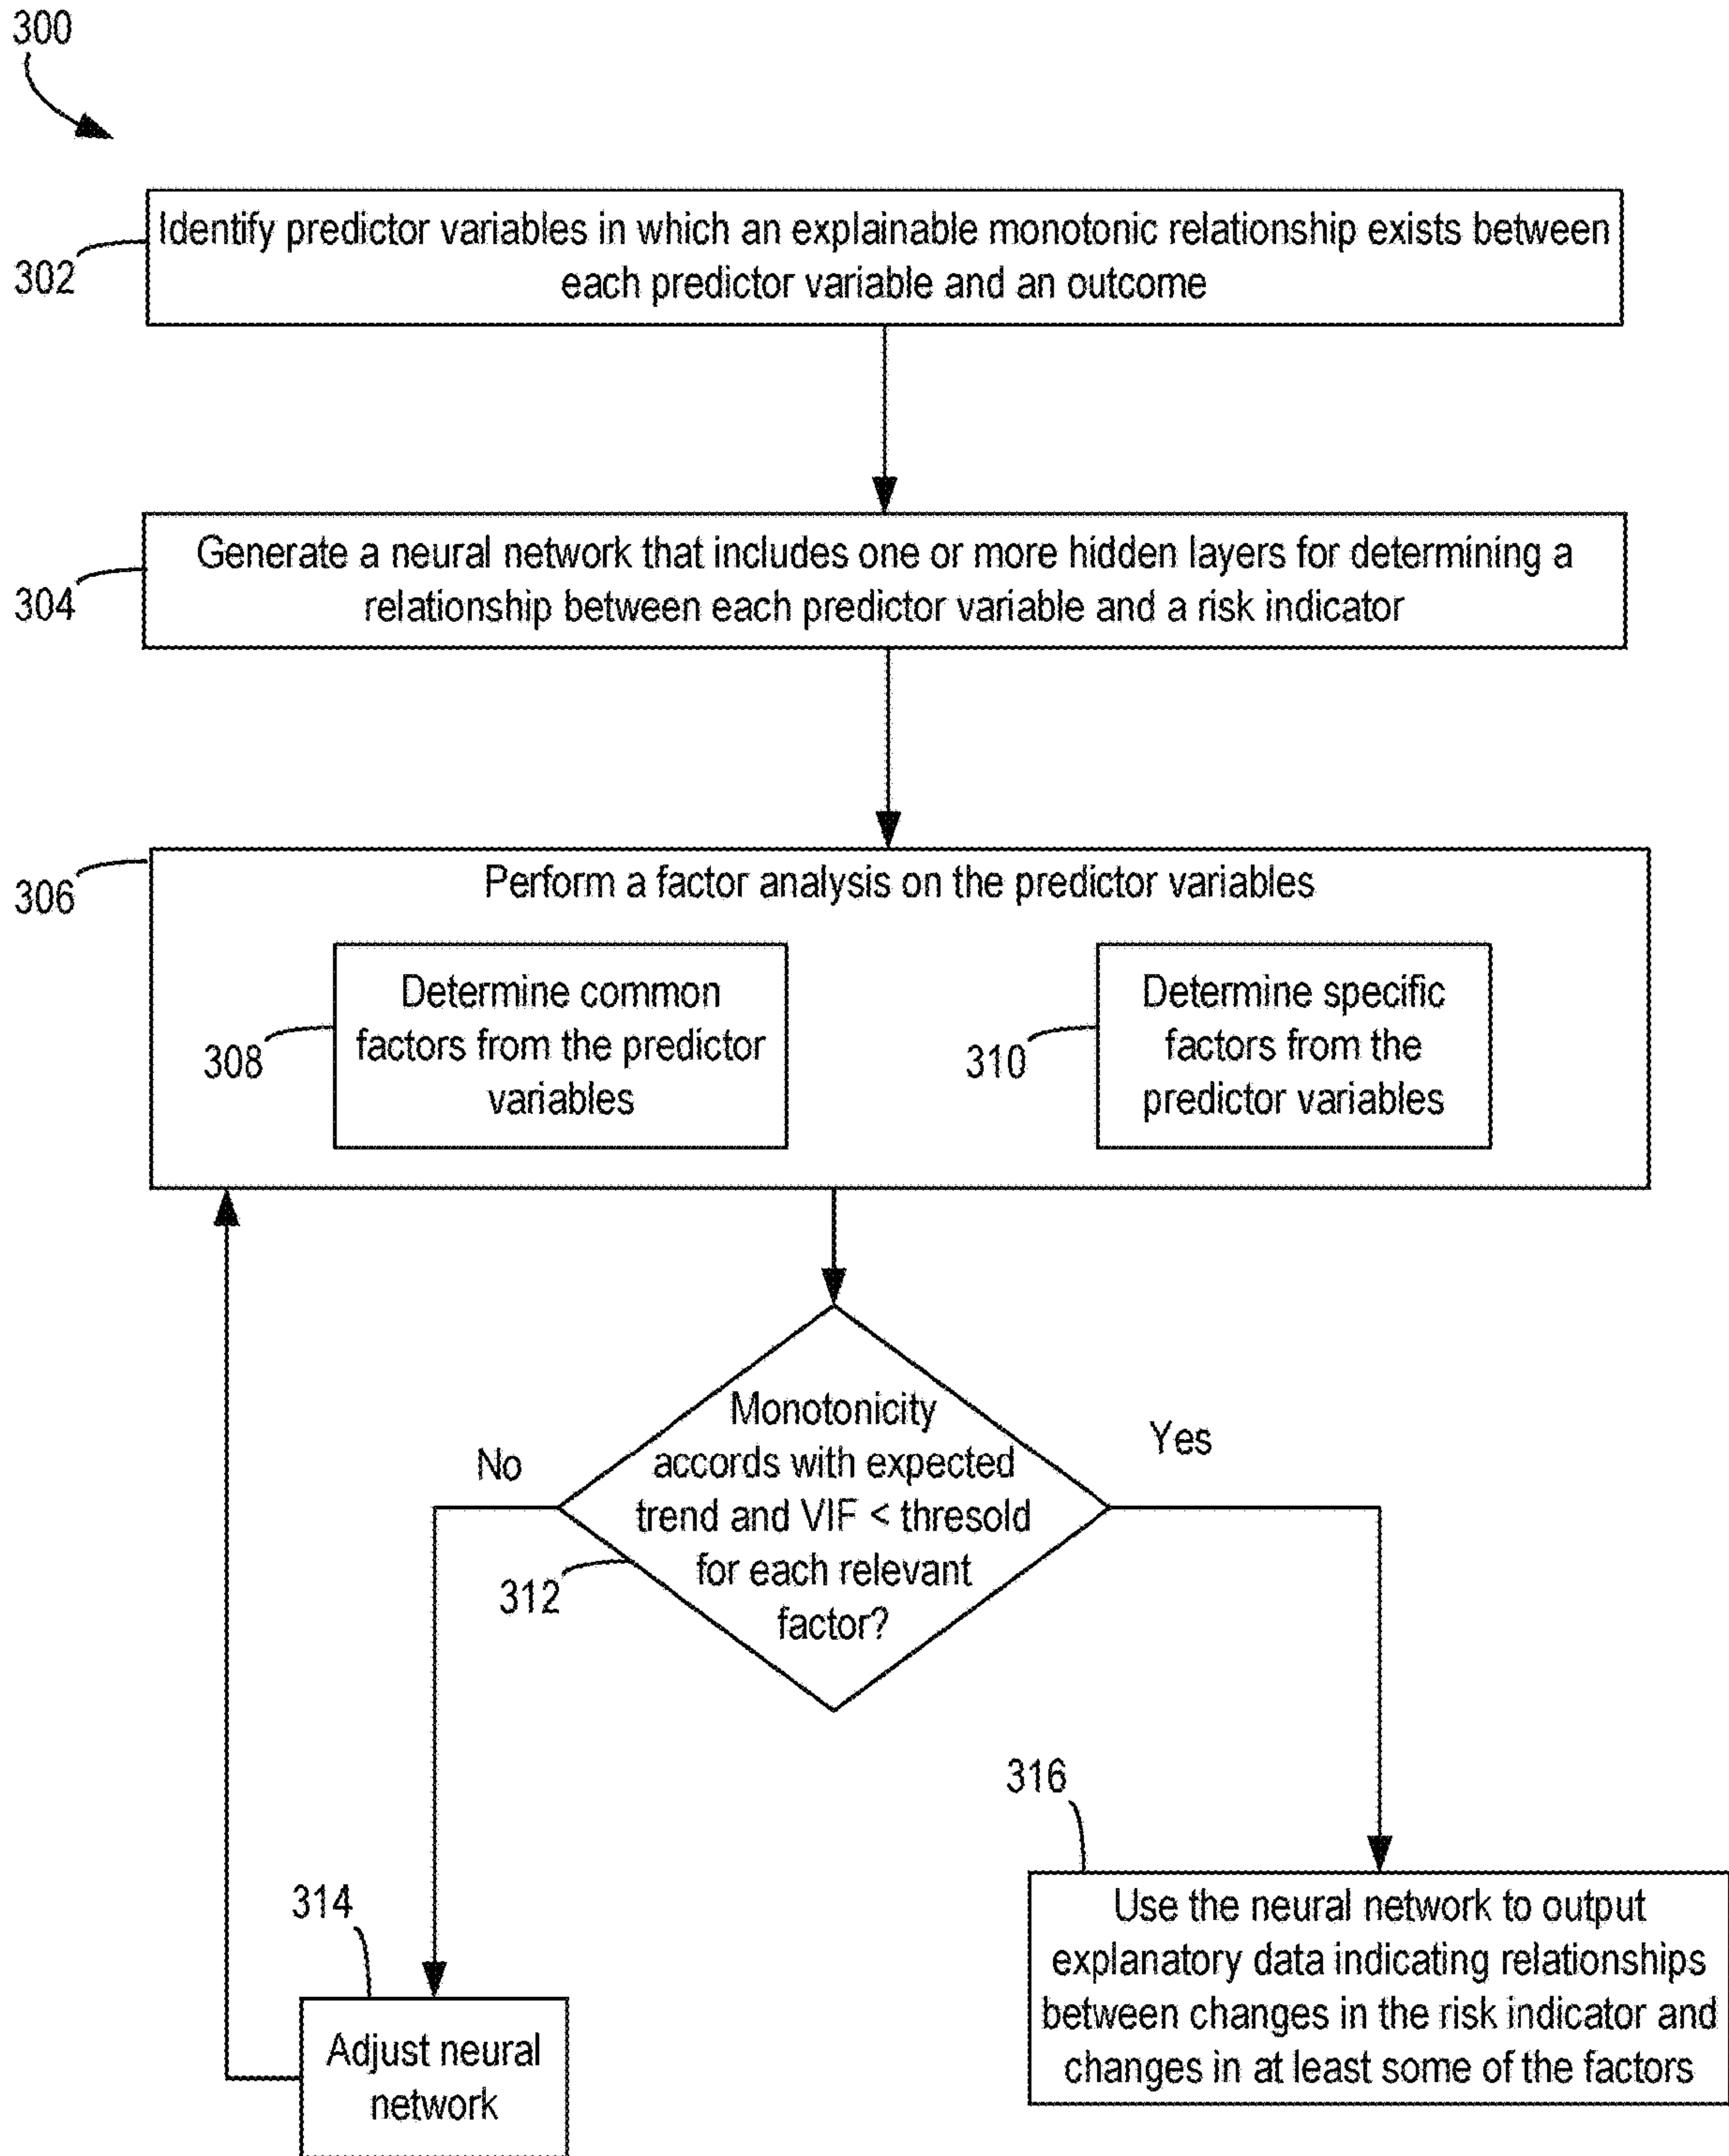 300
302
Identify predictor variables in which an explainable monotonic relationship exists between
each predictor variable and an outcome
304
Generate a neural network that includes one or more hidden layers for determining a
relationship between each predictor variable and a risk indicator
306
Perform a factor analysis on the predictor variables
308
Determine common
factors from the predictor
variables
310
Determine specific
factors from the
predictor variables
312
Monotonicity
accords with expected
trend and VIF < thresold
for each relevant
factor?
No
Yes
314
Adjust neural
network
316
Use the neural network to output
explanatory data indicating relationships
between changes in the risk indicator and
changes in at least some of the factors